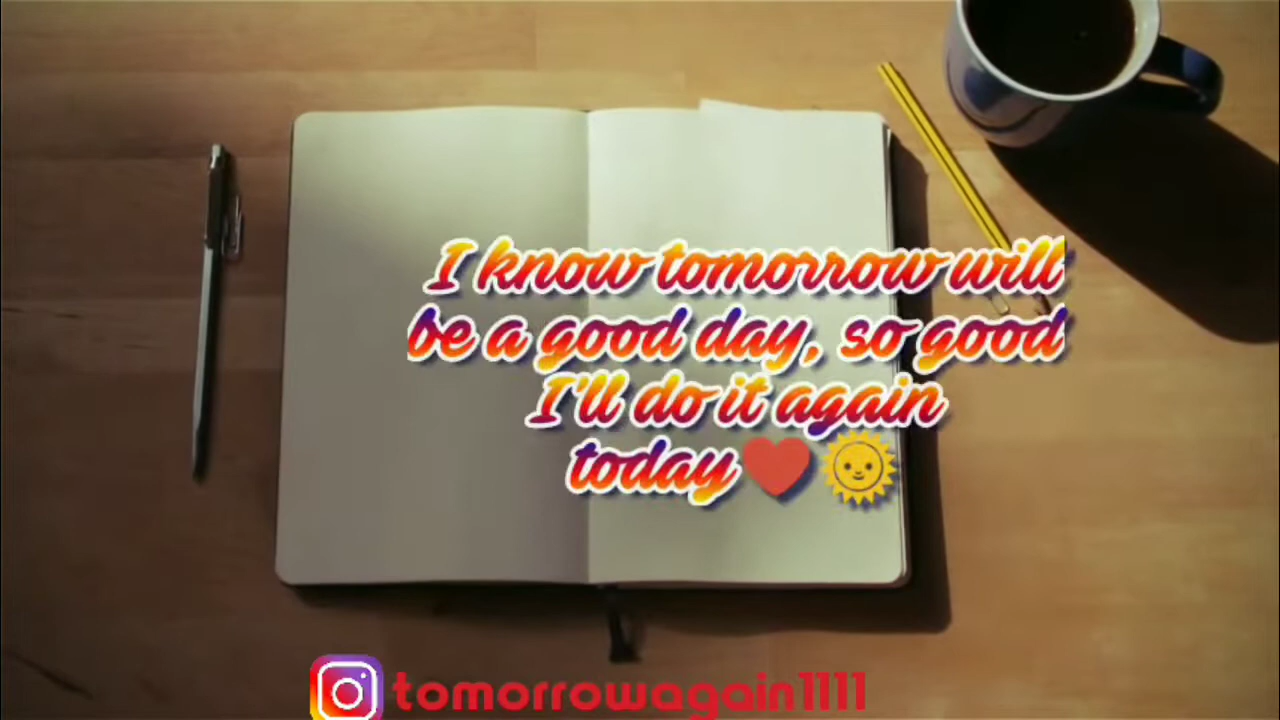 I know tomorrow will
be a good day, so good
I'll do it again
today❤️🌞
tomorrowagain1111